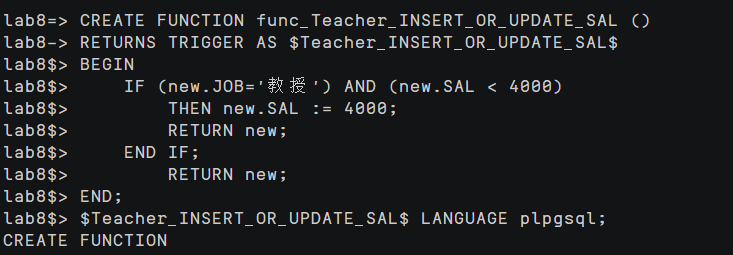 lab8=> CREATE FUNCTION func_Teacher_INSERT_OR_UPDATE_SAL ()
lab8-> RETURNS TRIGGER AS $Teacher_INSERT_OR_UPDATE_SAL$
lab8$> BEGIN
lab8$>     IF (new.JOB='教授') AND (new.SAL < 4000)
lab8$>         THEN new.SAL := 4000;
lab8$>         RETURN new;
lab8$>     END IF;
lab8$>         RETURN new;
lab8$> END;
lab8$> $Teacher_INSERT_OR_UPDATE_SAL$ LANGUAGE plpgsql;
CREATE FUNCTION